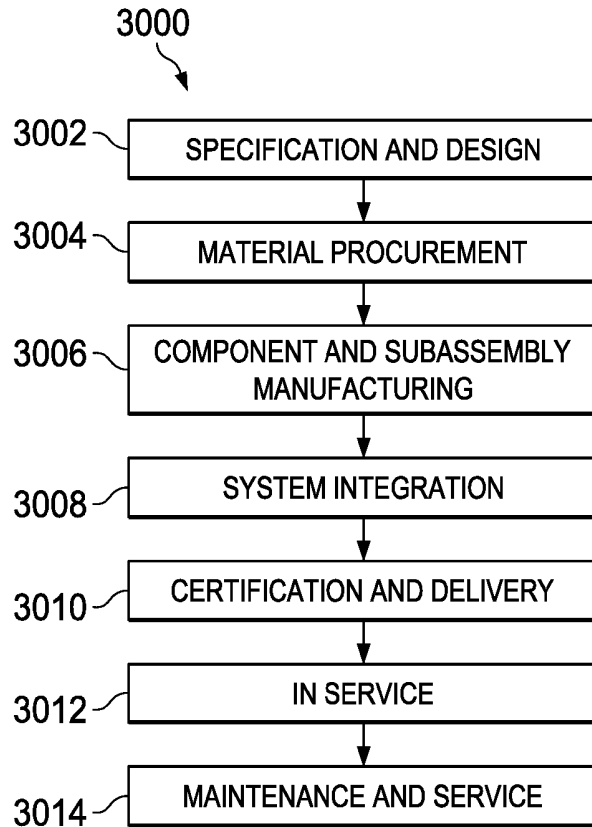 3000
3002
SPECIFICATION AND DESIGN
3004
MATERIAL PROCUREMENT
3006
COMPONENT AND SUBASSEMBLY
MANUFACTURING
3008
SYSTEM INTEGRATION
3010
CERTIFICATION AND DELIVERY
3012
IN SERVICE
3014
MAINTENANCE AND SERVICE